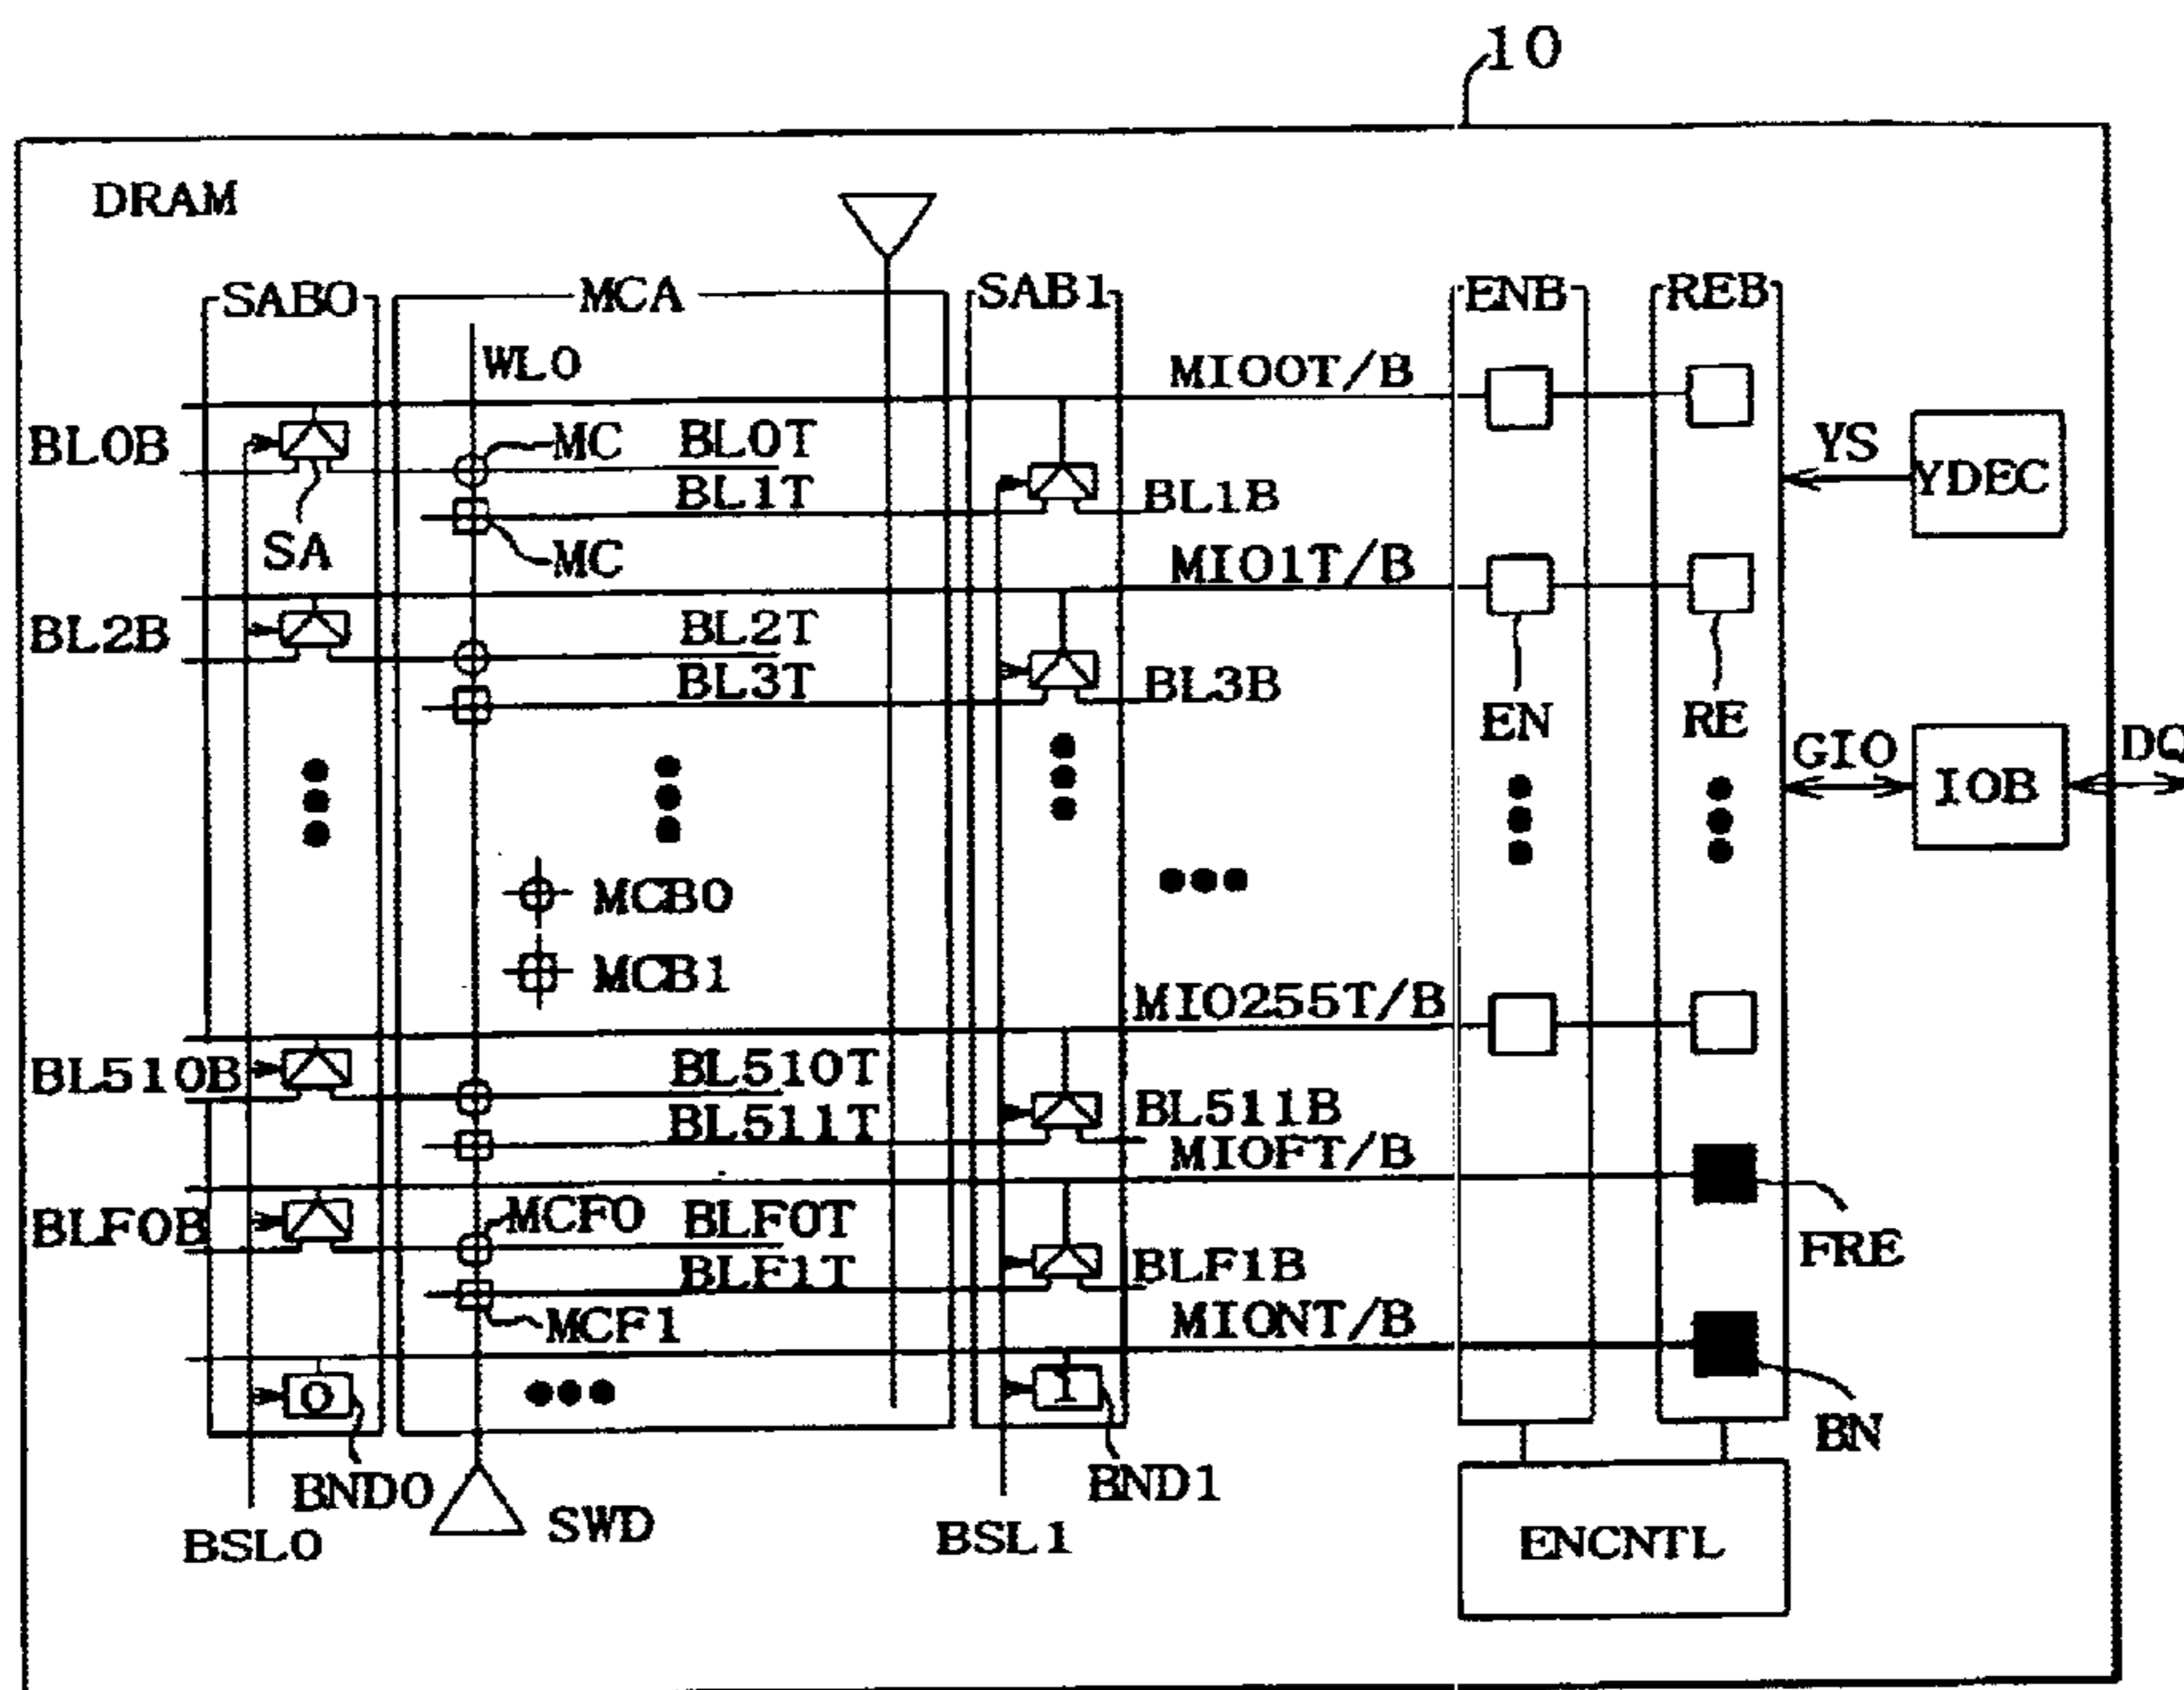 10
DRAM
SAB0
MCA
SAB1
ENB
REB
WL0
MIO0T/B
BL0B
MC
BL0T
YS
YDEC
BL1T
BL1B
SA
MC
MIO1T/B
BL2B
BL2T
BL3T
BL3B
EN
RE
GIO
IOB
DQ
MCB0
MCB1
MIO255T/B
BL510B
BL510T
BL511T
BL511B
MIOFT/B
BLF0B
MCF0
BLF0T
FRE
BLF1T
BLF1B
MCF1
MIONT/B
0
1
BN
BND0
BND1
SWD
BSL0
BSL1
ENCNTL